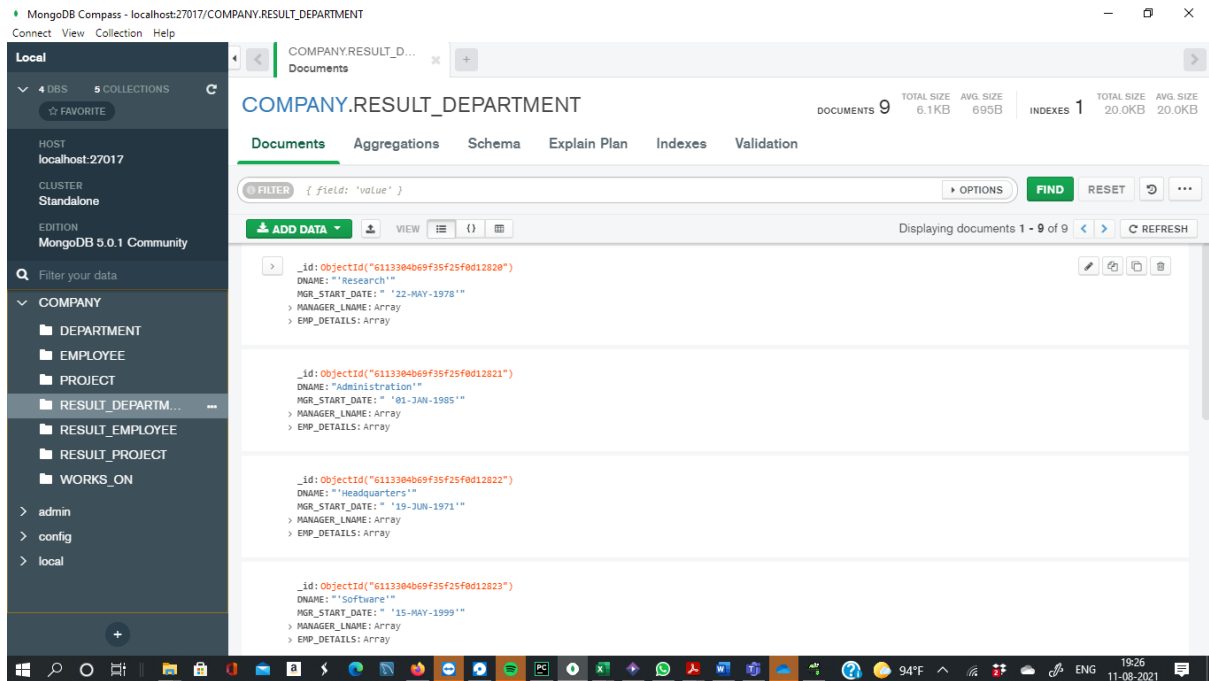 MongoDB Compass - localhost:27017/COMPANY.RESULT_DEPARTMENT
Connect View Collection Help
Local
4 DBS 5 COLLECTIONS
☆ FAVORITE
HOST
localhost:27017
CLUSTER
Standalone
EDITION
MongoDB 5.0.1 Community
Filter your data
COMPANY
DEPARTMENT
EMPLOYEE
PROJECT
RESULT_DEPARTM...
RESULT_EMPLOYEE
RESULT_PROJECT
WORKS_ON
admin
config
local
COMPANY.RESULT_D...
Documents
COMPANY.RESULT_DEPARTMENT
DOCUMENTS 9 TOTAL SIZE 6.1KB AVG. SIZE 695B INDEXES 1 TOTAL SIZE 20.0KB AVG. SIZE 20.0KB
Documents Aggregations Schema Explain Plan Indexes Validation
FILTER { field: 'value' } OPTIONS FIND RESET ...
ADD DATA VIEW {} Displaying documents 1 - 9 of 9 < > REFRESH
_id: ObjectId("6113304b69f35f25f0d12820")
DNAME: "'Research'"
MGR_START_DATE: " '22-MAY-1978'"
> MANAGER_LNAME: Array
> EMP_DETAILS: Array
_id: ObjectId("6113304b69f35f25f0d12821")
DNAME: "Administration'"
MGR_START_DATE: " '01-JAN-1985'"
> MANAGER_LNAME: Array
> EMP_DETAILS: Array
_id: ObjectId("6113304b69f35f25f0d12822")
DNAME: "'Headquarters'"
MGR_START_DATE: " '19-JUN-1971'"
> MANAGER_LNAME: Array
> EMP_DETAILS: Array
_id: ObjectId("6113304b69f35f25f0d12823")
DNAME: "'Software'"
MGR_START_DATE: " '15-MAY-1999'"
> MANAGER_LNAME: Array
> EMP_DETAILS: Array
94°F ENG 19:26
11-08-2021